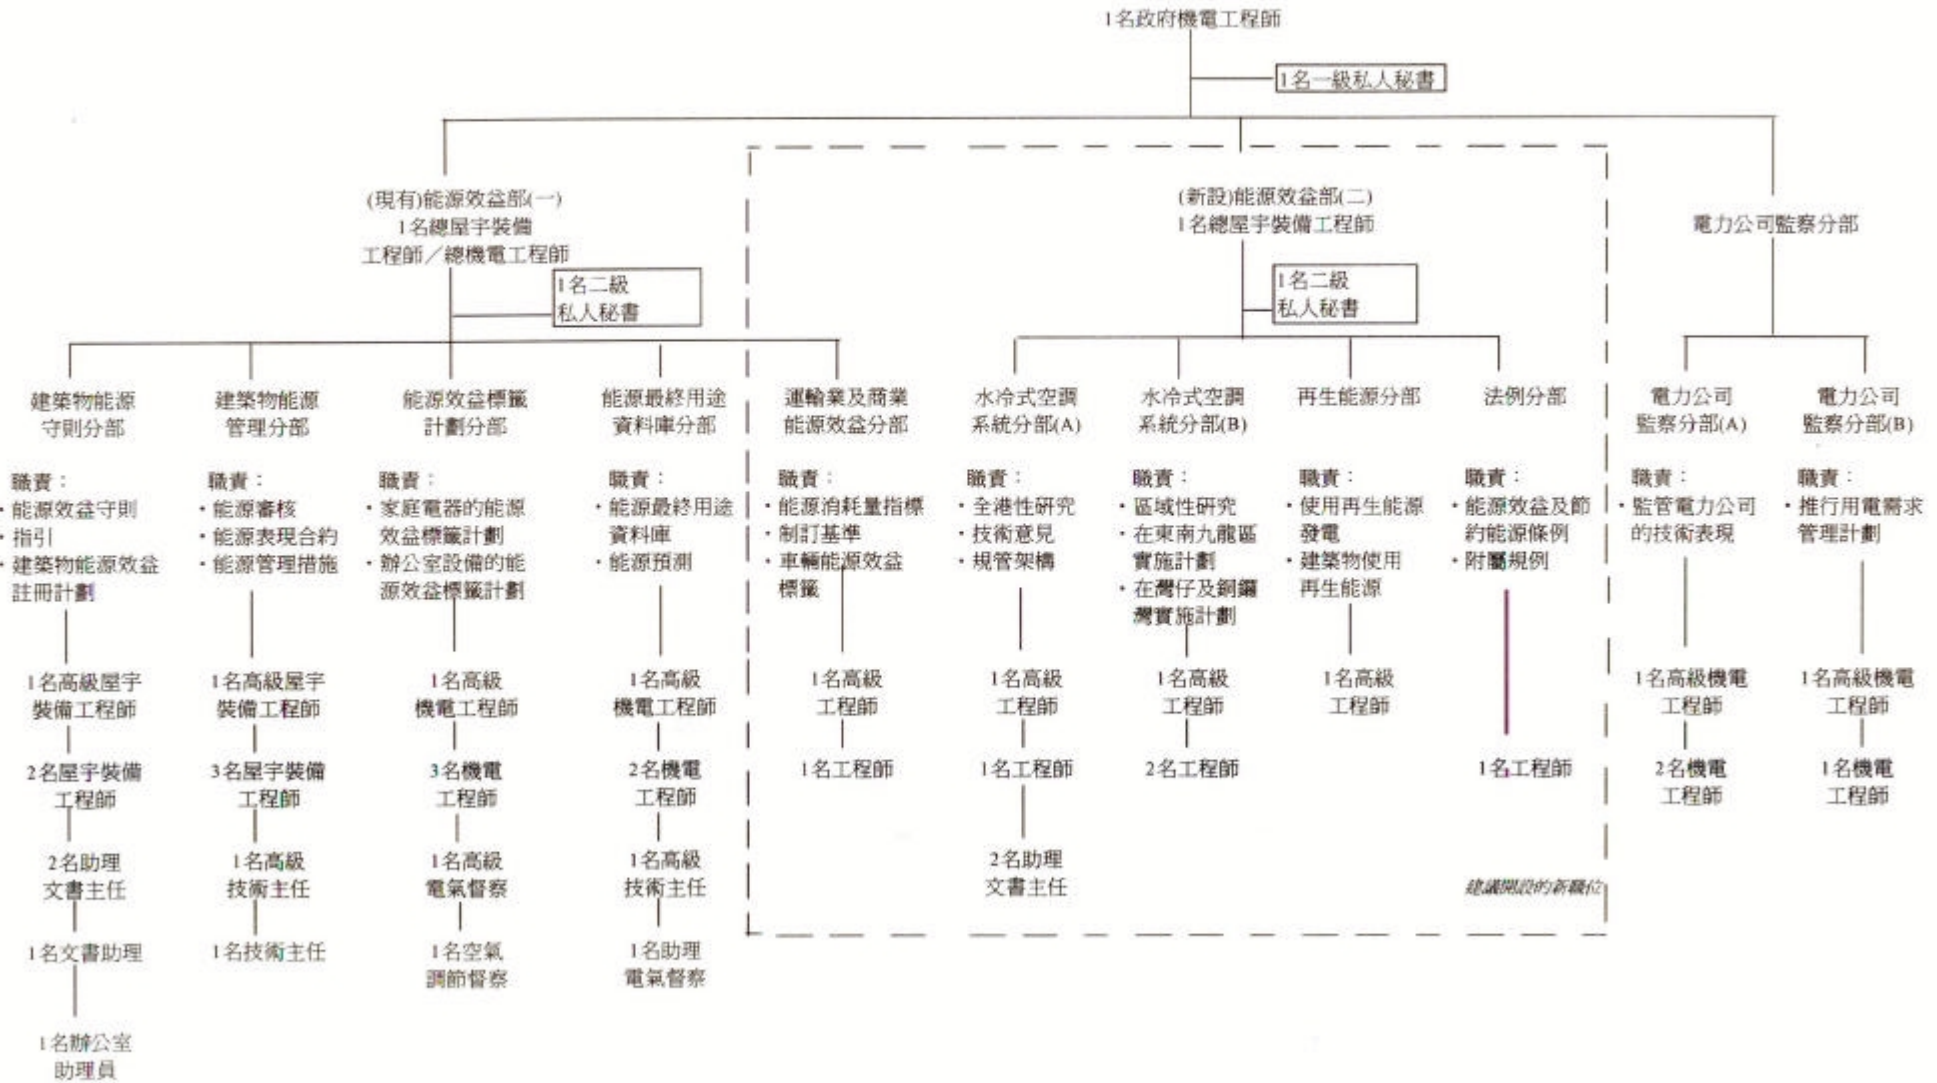 1名政府機電工程師
1名一級私人秘書
(現有)能源效益部(一)
1名總屋宇裝備
工程師／總機電工程師
1名二級
私人秘書
(新設)能源效益部(二)
1名總屋宇裝備工程師
1名二級
私人秘書
電力公司監察分部
建築物能源
守則分部
職責：
・能源效益守則
・指引
・建築物能源效益
註冊計劃
1名高級屋宇
裝備工程師
2名屋宇裝備
工程師
2名助理
文書主任
1名文書助理
1名辦公室
助理員
建築物能源
管理分部
職責：
・能源審核
・能源表現合約
・能源管理措施
1名高級屋宇
裝備工程師
3名屋宇裝備
工程師
1名高級
技術主任
1名技術主任
能源效益標籤
計劃分部
職責：
・家庭電器的能源
效益標籤計劃
・辦公室設備的能
源效益標籤計劃
1名高級
機電工程師
3名機電
工程師
1名高級
電氣督察
1名空氣
調節督察
能源最終用途
資料庫分部
職責：
・能源最終用途
資料庫
・能源預測
1名高級
機電工程師
2名機電
工程師
1名高級
技術主任
1名助理
電氣督察
運輸業及商業
能源效益分部
職責：
・能源消耗量指標
・制訂基準
・車輛能源效益
標籤
1名高級
工程師
1名工程師
水冷式空調
系統分部(A)
職責：
・全港性研究
・技術意見
・規管架構
1名高級
工程師
1名工程師
2名助理
文書主任
水冷式空調
系統分部(B)
職責：
・區域性研究
・在東南九龍區
實施計劃
・在灣仔及銅鑼
灣實施計劃
1名高級
工程師
2名工程師
再生能源分部
職責：
・使用再生能源
發電
・建築物使用
再生能源
1名高級
工程師
法例分部
職責：
・能源效益及節
約能源條例
・附屬規例
1名工程師
建議開設的新職位
電力公司
監察分部(A)
職責：
・監管電力公司
的技術表現
1名高級機電
工程師
2名機電
工程師
電力公司
監察分部(B)
職責：
・推行用電需求
管理計劃
1名高級機電
工程師
1名機電
工程師